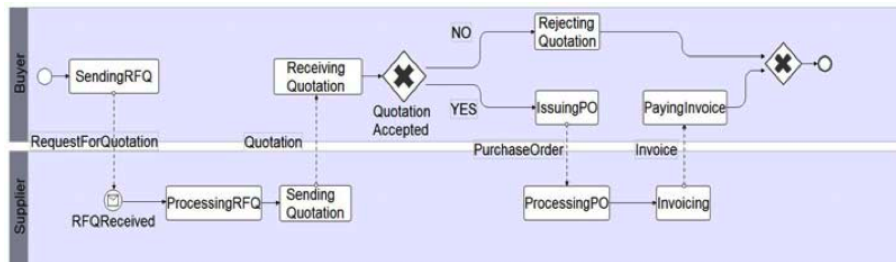 Buyer
SendingRFQ
RequestForQuotation
Receiving
Quotation
Quotation
Quotation
Accepted
NO
YES
Rejecting
Quotation
IssuingPO
PurchaseOrder
PayingInvoice
Invoice
Supplier
RFQReceived
ProcessingRFQ
Sending
Quotation
ProcessingPO
Invoicing